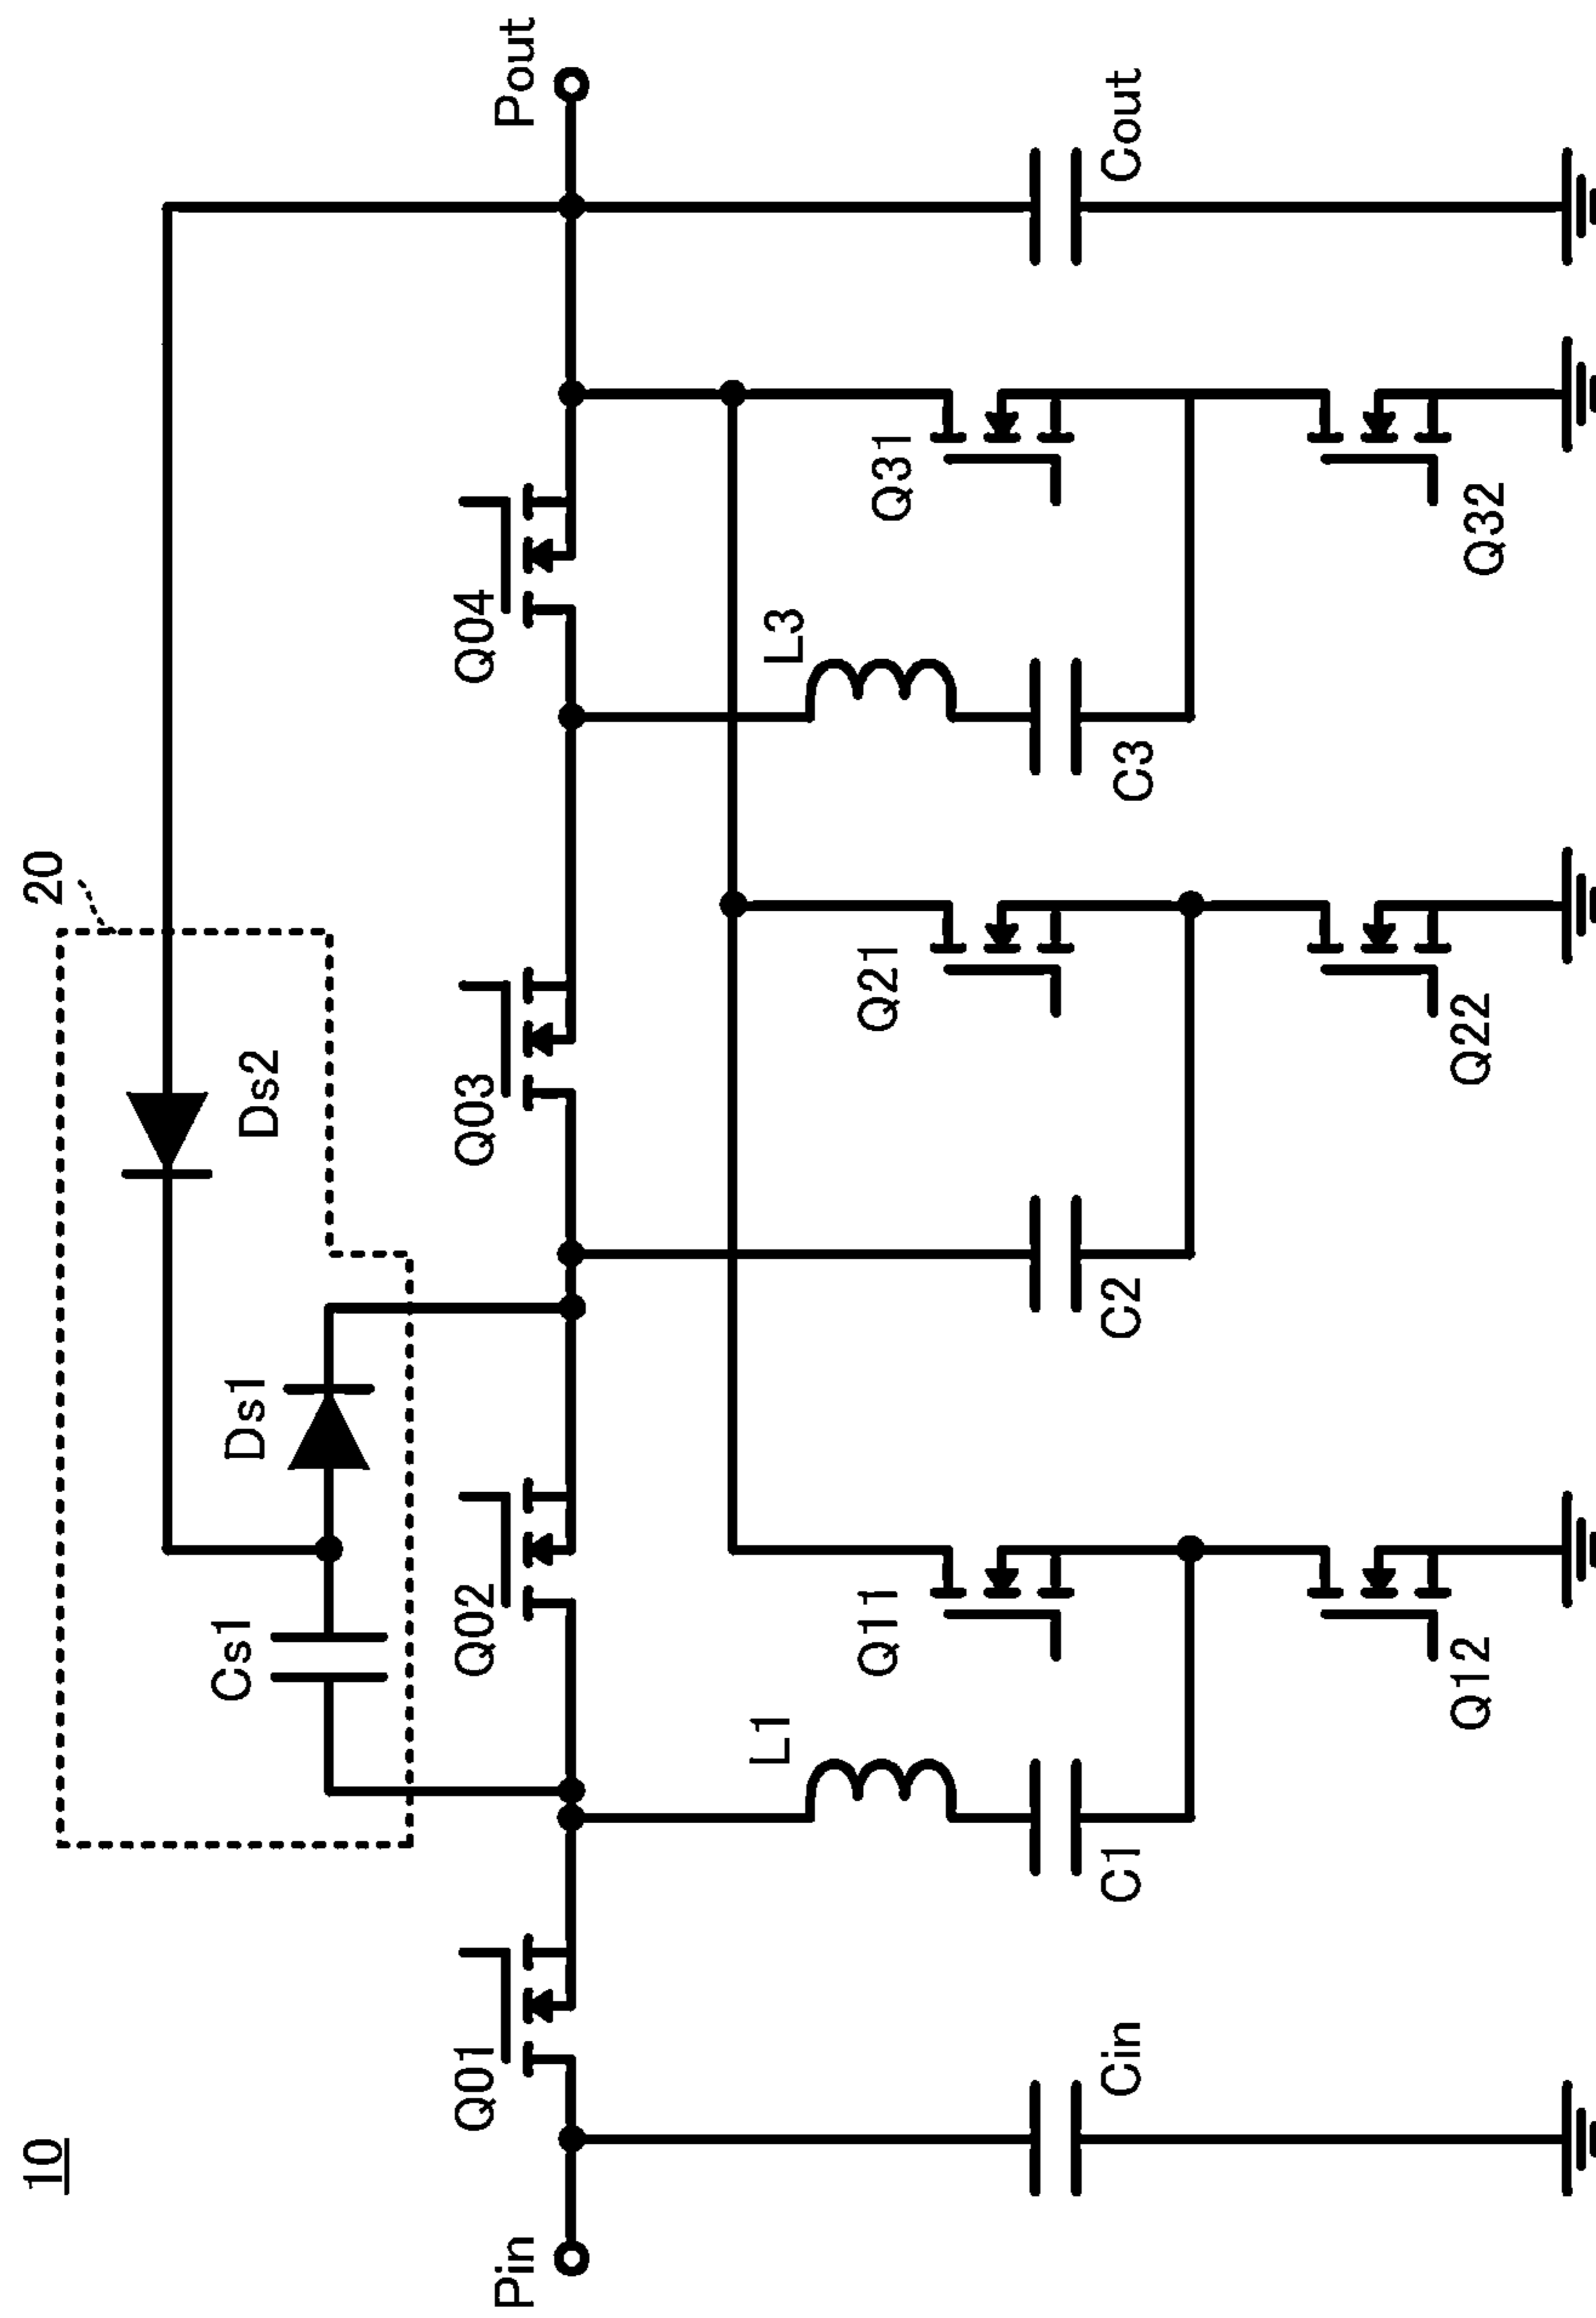 10
20
Ds2
Cs1
Ds1
Pin
Q01
Q02
Q03
Q04
Pout
L1
L3
Q11
Q21
Q31
Cin
C1
C2
C3
Cout
Q12
Q22
Q32